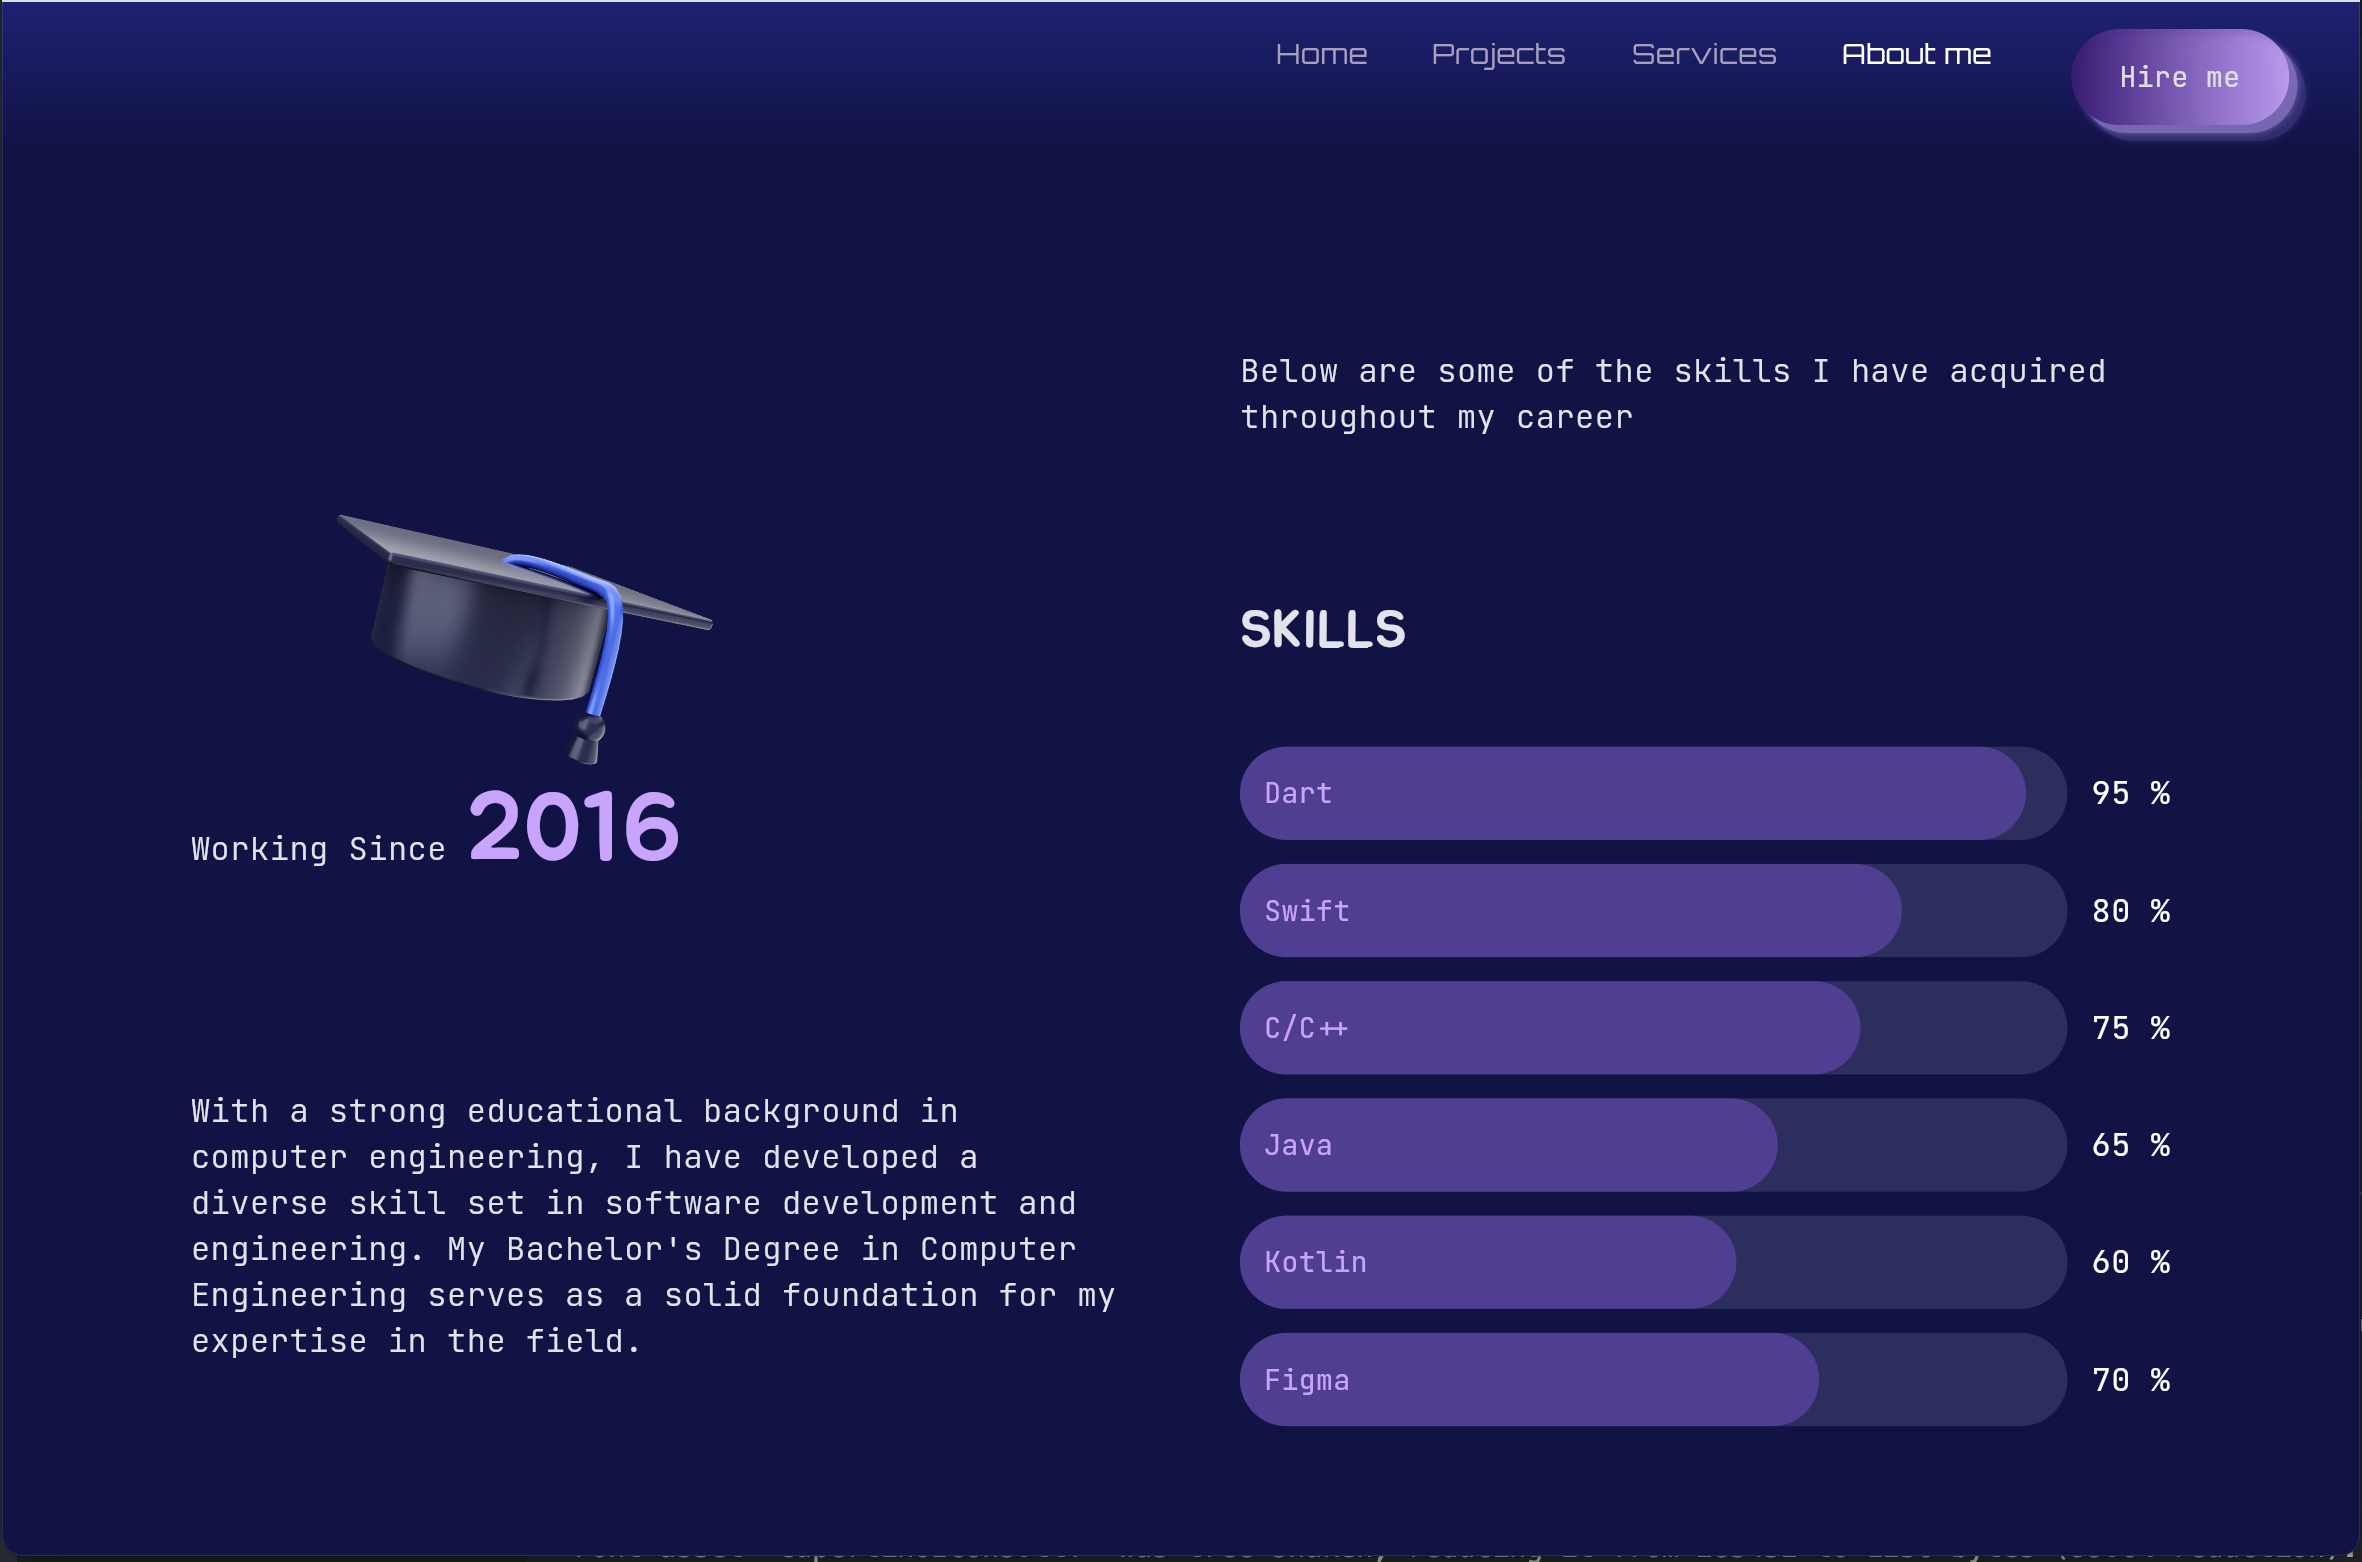 Home Projects Services About me Hire me
Below are some of the skills I have acquired
throughout my career
Working Since 2016
With a strong educational background in
computer engineering, I have developed a
diverse skill set in software development and
engineering. My Bachelor's Degree in Computer
Engineering serves as a solid foundation for my
expertise in the field.
SKILLS
Dart 95 %
Swift 80 %
C/C++ 75 %
Java 65 %
Kotlin 60 %
Figma 70 %